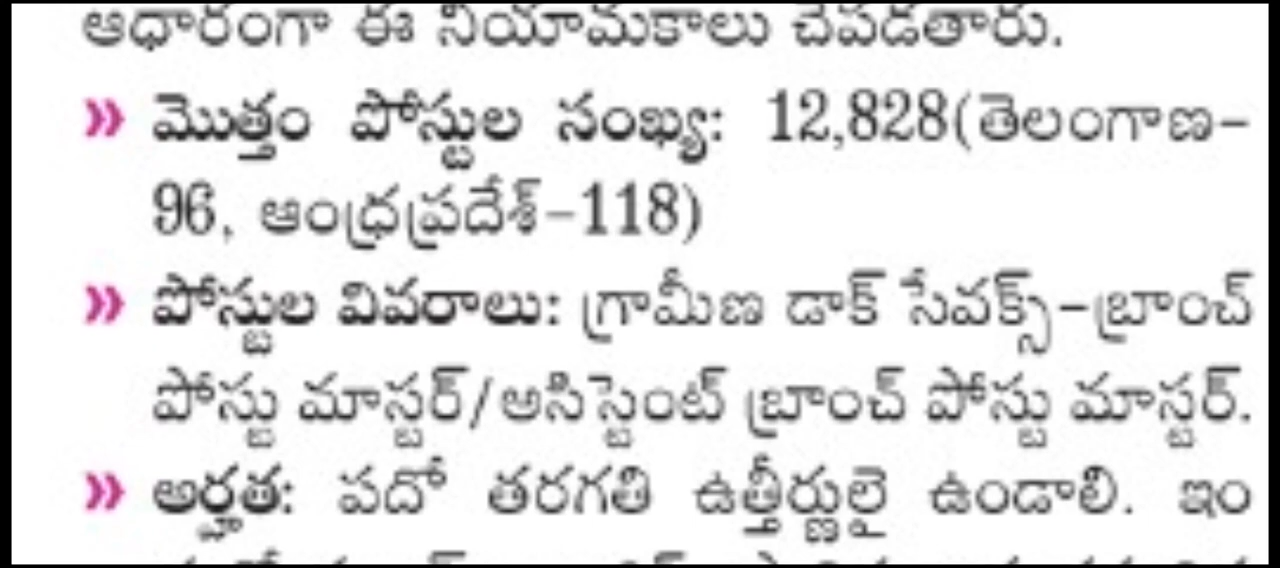 ఆధారంగా ఈ నియామకాలు చేపడతారు.
» మొత్తం పోస్టుల సంఖ్య: 12,828(తెలంగాణ–
96, ఆంధ్రప్రదేశ్–118)
» పోస్టుల వివరాలు: గ్రామీణ డాక్ సేవక్స్–బ్రాంచ్
పోస్టు మాస్టర్/అసిస్టెంట్ బ్రాంచ్ పోస్టు మాస్టర్.
» అర్హత: పదో తరగతి ఉత్తీర్ణులై ఉండాలి. ఇం